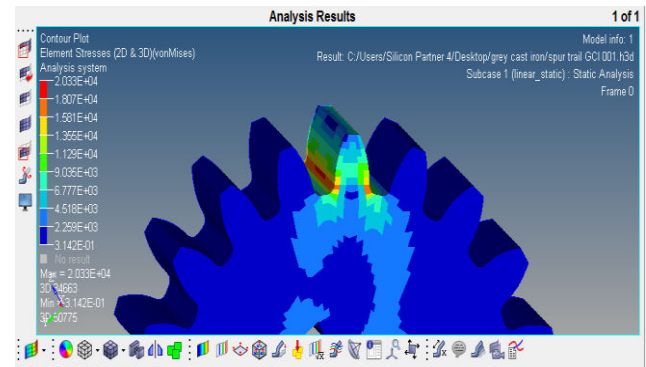 Analysis Results
1 of 1
Contour Plot
Element Stresses (2D & 3D)(vonMises)
Analysis system
2.033E+04
1.807E+04
1.581E+04
1.355E+04
1.129E+04
9.035E+03
6.777E+03
4.518E+03
2.259E+03
3.142E-01
No result
Max = 2.033E+04
Min = 3.142E-01
Model info: 1
Result: C:/Users/Silicon Partner 4/Desktop/grey cast iron/spur trail GCI 001.h3d
Subcase 1 (linear_static) : Static Analysis
Frame 0